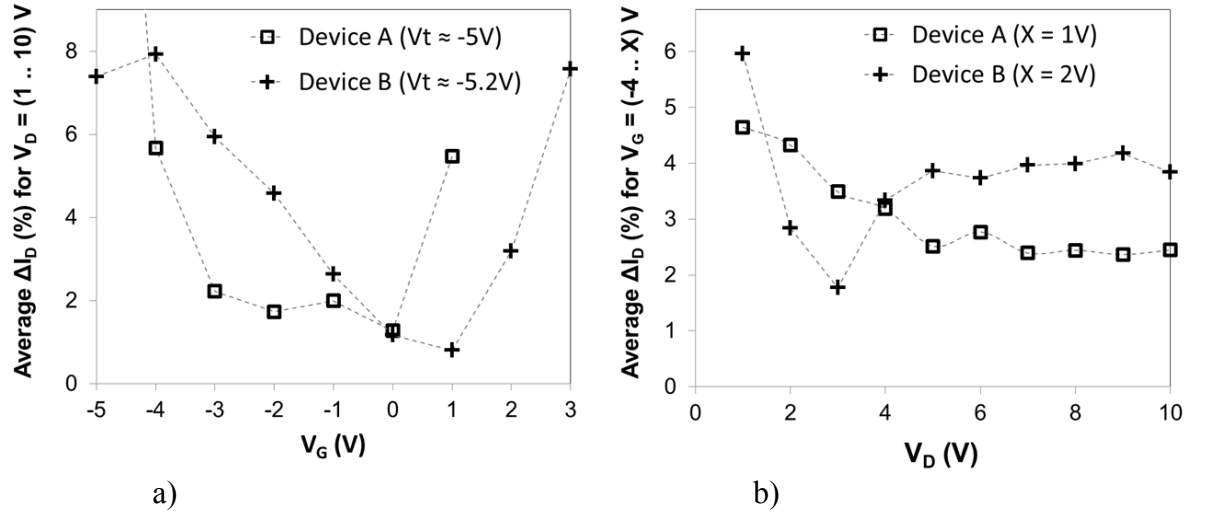 Average ΔI_D (%) for V_D = (1 .. 10) V
8
6
4
2
0
-5 -4 -3 -2 -1 0 1 2 3
V_G (V)
Device A (Vt ≈ -5V)
Device B (Vt ≈ -5.2V)
a)
Average ΔI_D (%) for V_G = (-4 .. X) V
6
5
4
3
2
1
0
0 2 4 6 8 10
V_D (V)
Device A (X = 1V)
Device B (X = 2V)
b)